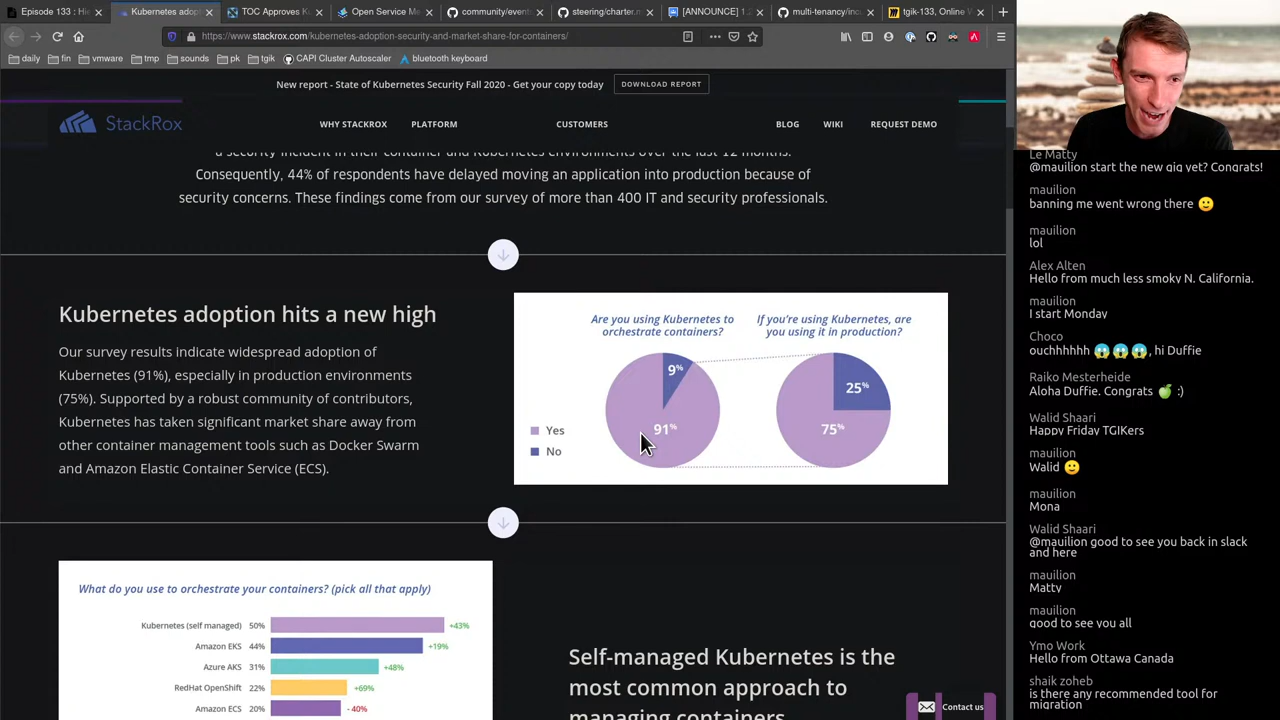 Episode 133 : Hie
Kubernetes adop
TOC Approves Ku
Open Service Me
community/event
steering/charter.m
[ANNOUNCE] 1.2
multi-tenancy/incu
tgik-133, Online W
https://www.stackrox.com/kubernetes-adoption-security-and-market-share-for-containers/
daily
fin
vmware
tmp
sounds
pk
tgik
CAPI Cluster Autoscaler
bluetooth keyboard
New report - State of Kubernetes Security Fall 2020 - Get your copy today
DOWNLOAD REPORT
StackRox
WHY STACKROX
PLATFORM
CUSTOMERS
BLOG
WIKI
REQUEST DEMO
a security incident in their container and Kubernetes environments over the last 12 months.
Consequently, 44% of respondents have delayed moving an application into production because of
security concerns. These findings come from our survey of more than 400 IT and security professionals.
Kubernetes adoption hits a new high
Our survey results indicate widespread adoption of
Kubernetes (91%), especially in production environments
(75%). Supported by a robust community of contributors,
Kubernetes has taken significant market share away from
other container management tools such as Docker Swarm
and Amazon Elastic Container Service (ECS).
Are you using Kubernetes to
orchestrate containers?
If you're using Kubernetes, are
you using it in production?
9%
91%
25%
75%
Yes
No
What do you use to orchestrate your containers? (pick all that apply)
Kubernetes (self managed) 50% +43%
Amazon EKS 44% +19%
Azure AKS 31% +48%
RedHat OpenShift 22% +69%
Amazon ECS 20% - 40%
Self-managed Kubernetes is the
most common approach to
managing containers
Contact us
Le Matty
@mauilion start the new gig yet? Congrats!
mauilion
banning me went wrong there 🙂
mauilion
lol
Alex Alten
Hello from much less smoky N. California.
mauilion
I start Monday
Choco
ouchhhhhh 😱😱😱, hi Duffie
Raiko Mesterheide
Aloha Duffie. Congrats 🍏 :)
Walid Shaari
Happy Friday TGIKers
mauilion
Walid 🙂
mauilion
Mona
Walid Shaari
@mauilion good to see you back in slack
and here
mauilion
Matty
mauilion
good to see you all
Ymo Work
Hello from Ottawa Canada
shaik zoheb
is there any recommended tool for
migration